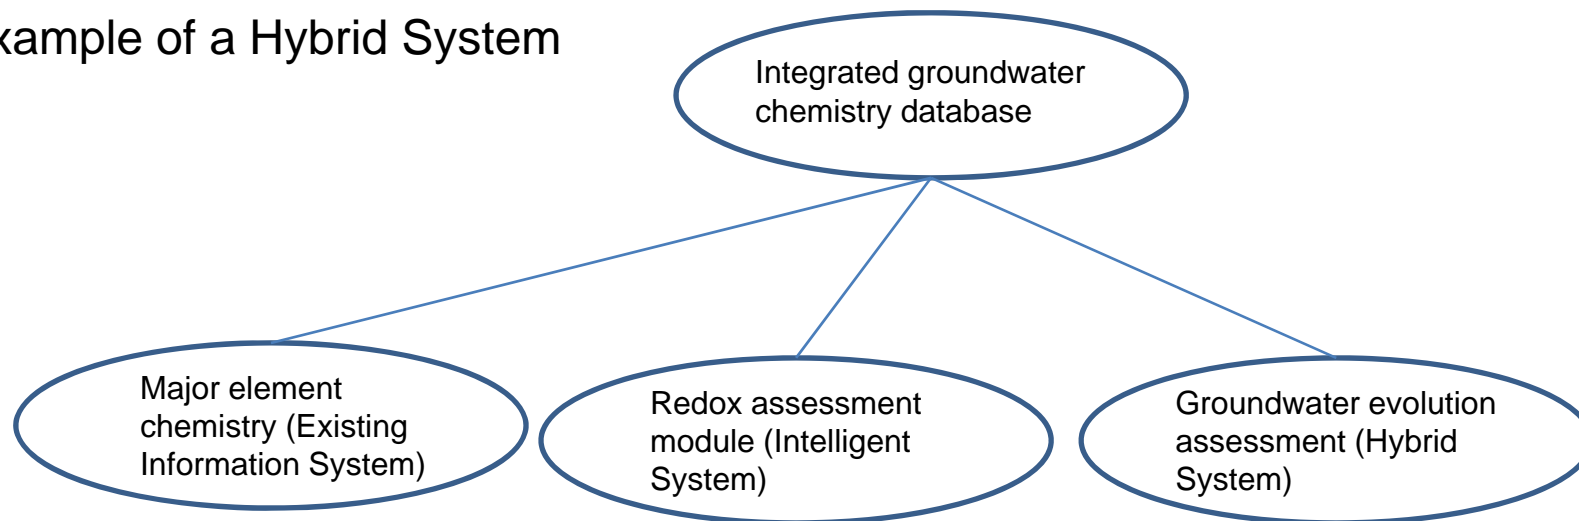 xample of a Hybrid System
Integrated groundwater
chemistry database
Major element
chemistry (Existing
Information System)
Redox assessment
module (Intelligent
System)
Groundwater evolution
assessment (Hybrid
System)